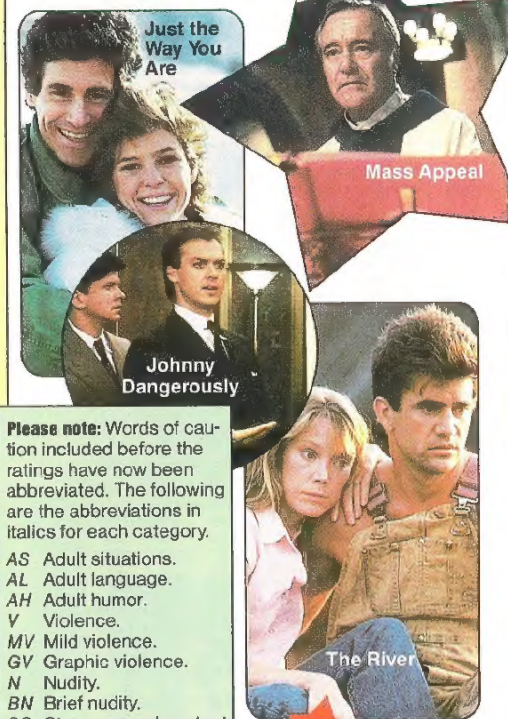 Just the
Way You
Are
Mass Appeal
Johnny
Dangerously
Please note: Words of cau-
tion included before the
ratings have now been
abbreviated. The following
are the abbreviations in
italics for each category.
AS Adult situations.
AL Adult language.
AH Adult humor.
V Violence.
MV Mild violence.
GV Graphic violence.
N Nudity.
BN Brief nudity.
The River